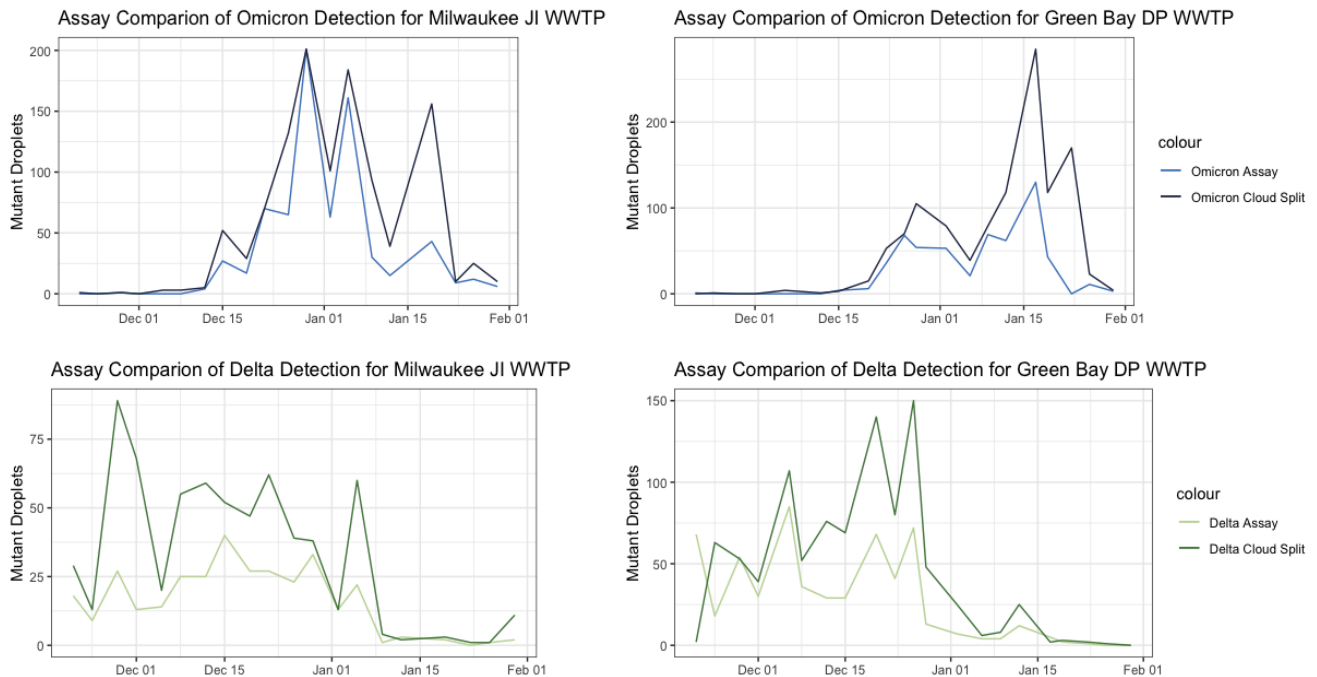 Assay Comparion of Omicron Detection for Milwaukee JI WWTP
Mutant Droplets
200
150
100
50
0
Dec 01 Dec 15 Jan 01 Jan 15 Feb 01
Assay Comparion of Omicron Detection for Green Bay DP WWTP
Mutant Droplets
200
100
0
Dec 01 Dec 15 Jan 01 Jan 15 Feb 01
colour
Omicron Assay
Omicron Cloud Split
Assay Comparion of Delta Detection for Milwaukee JI WWTP
Mutant Droplets
75
50
25
0
Dec 01 Dec 15 Jan 01 Jan 15 Feb 01
Assay Comparion of Delta Detection for Green Bay DP WWTP
Mutant Droplets
150
100
50
0
Dec 01 Dec 15 Jan 01 Jan 15 Feb 01
colour
Delta Assay
Delta Cloud Split